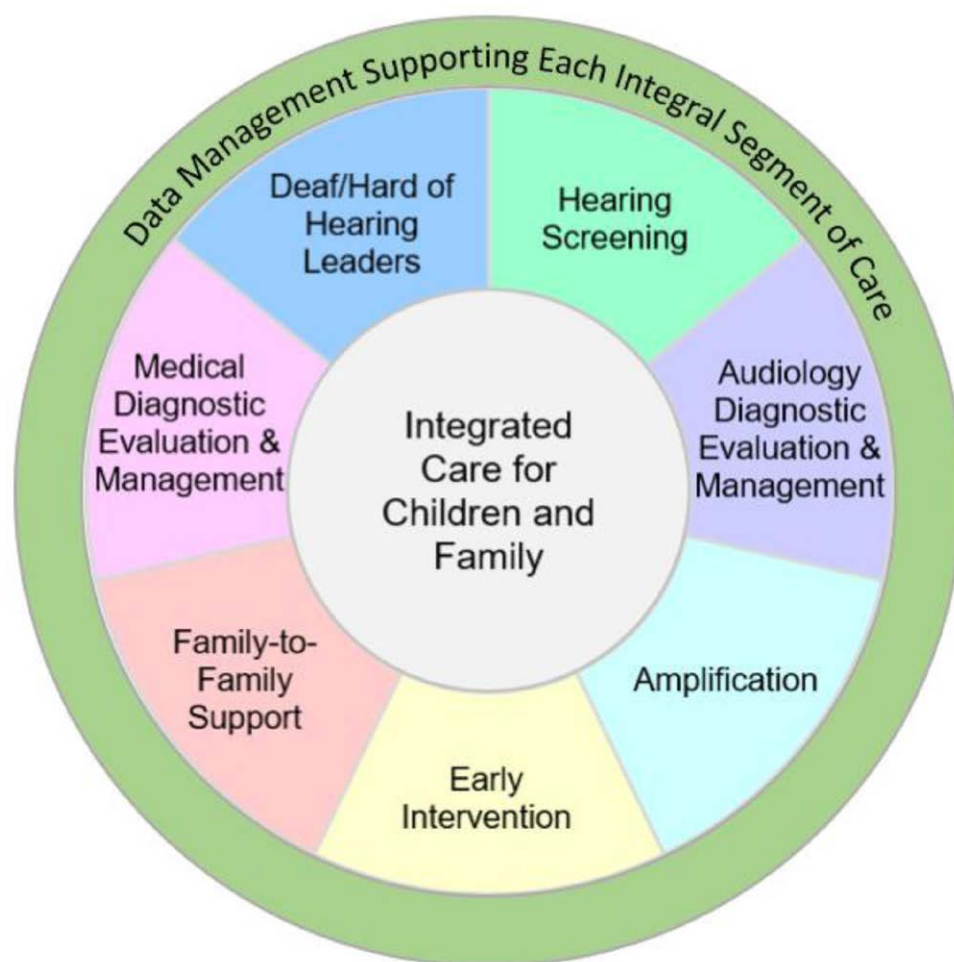 Data Management Supporting Each Integral Segment of Care
Deaf/Hard of
Hearing
Leaders
Hearing
Screening
Medical
Diagnostic
Evaluation &
Management
Audiology
Diagnostic
Evaluation &
Management
Integrated
Care for
Children and
Family
Family-to-
Family
Support
Amplification
Early
Intervention